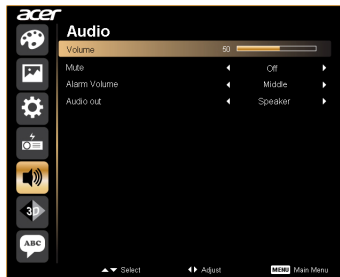 acer
Audio
Volume 50
Mute Off
Alarm Volume Middle
Audio out Speaker
3D
ABC
Select Adjust MENU Main Menu